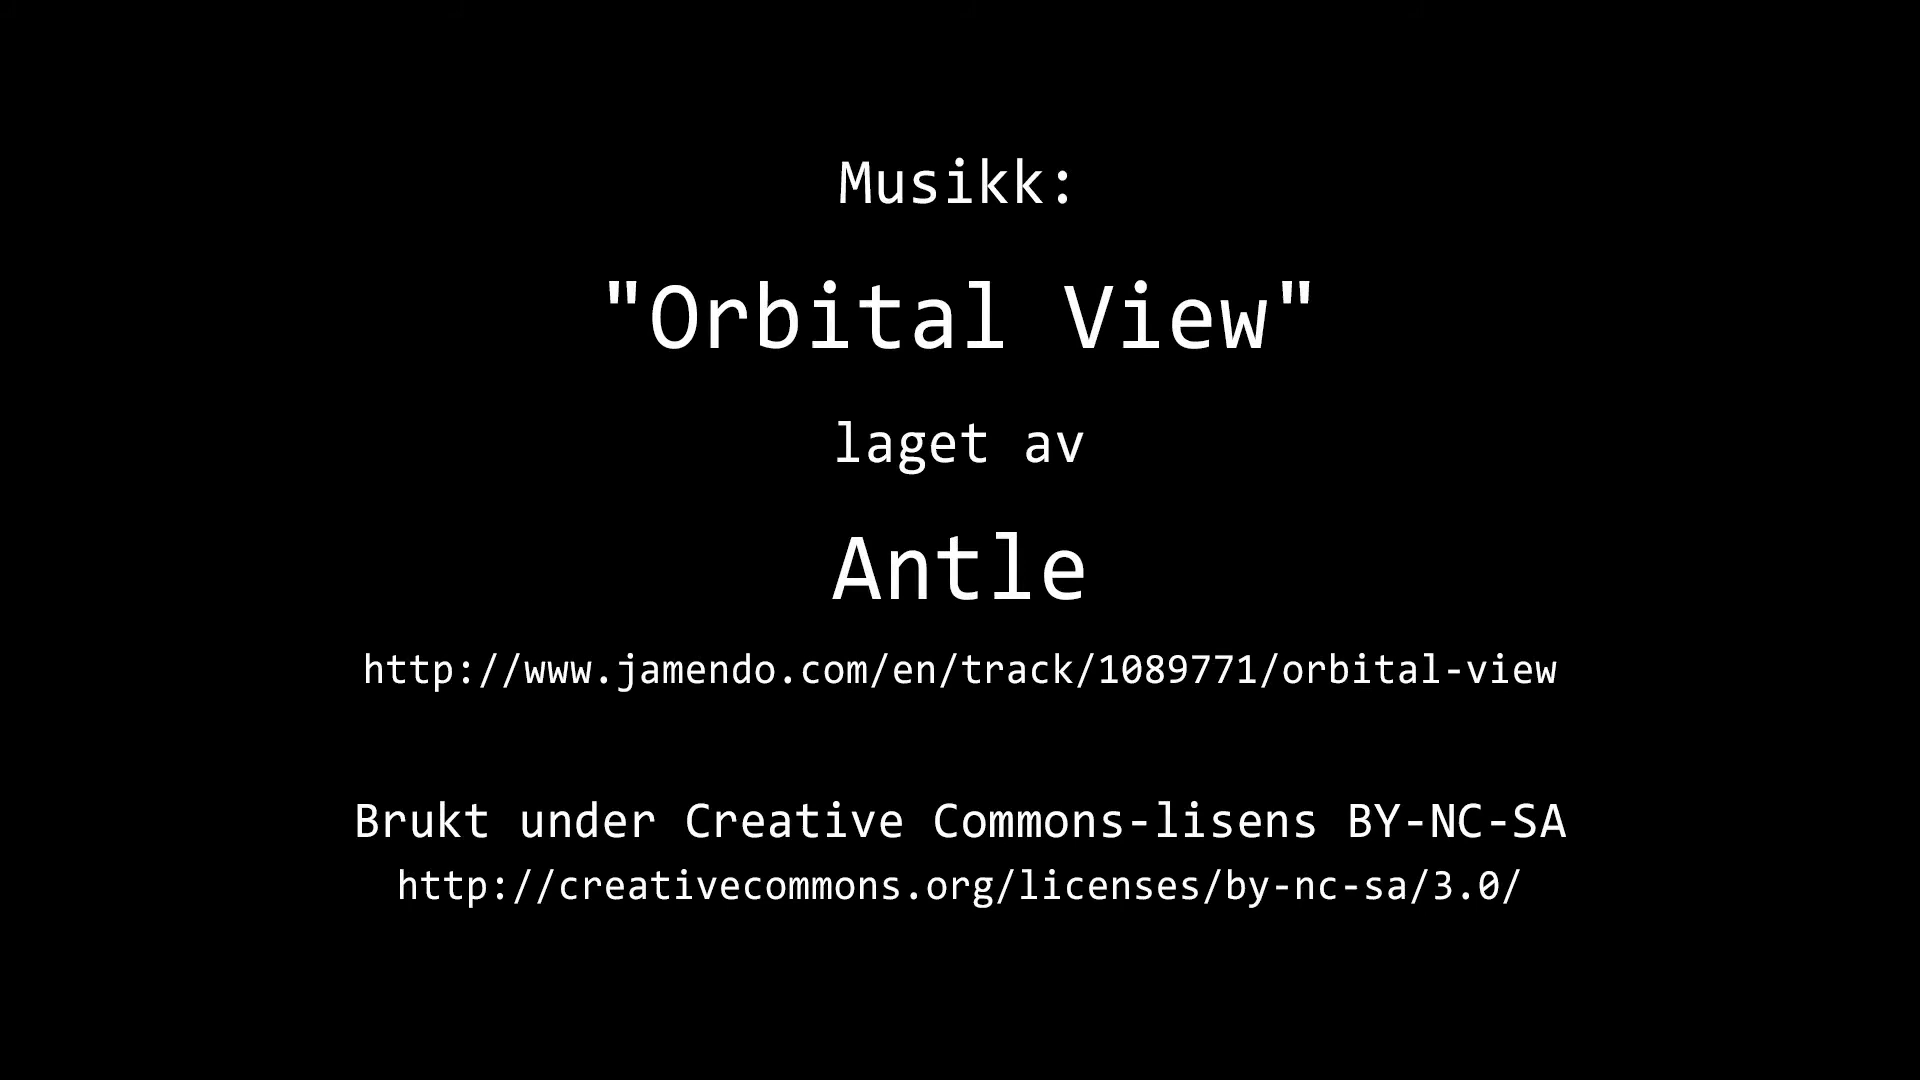 Musikk:
"Orbital View"
laget av
Antle
http://www.jamendo.com/en/track/1089771/orbital-view
Brukt under Creative Commons-lisens BY-NC-SA
http://creativecommons.org/licenses/by-nc-sa/3.0/